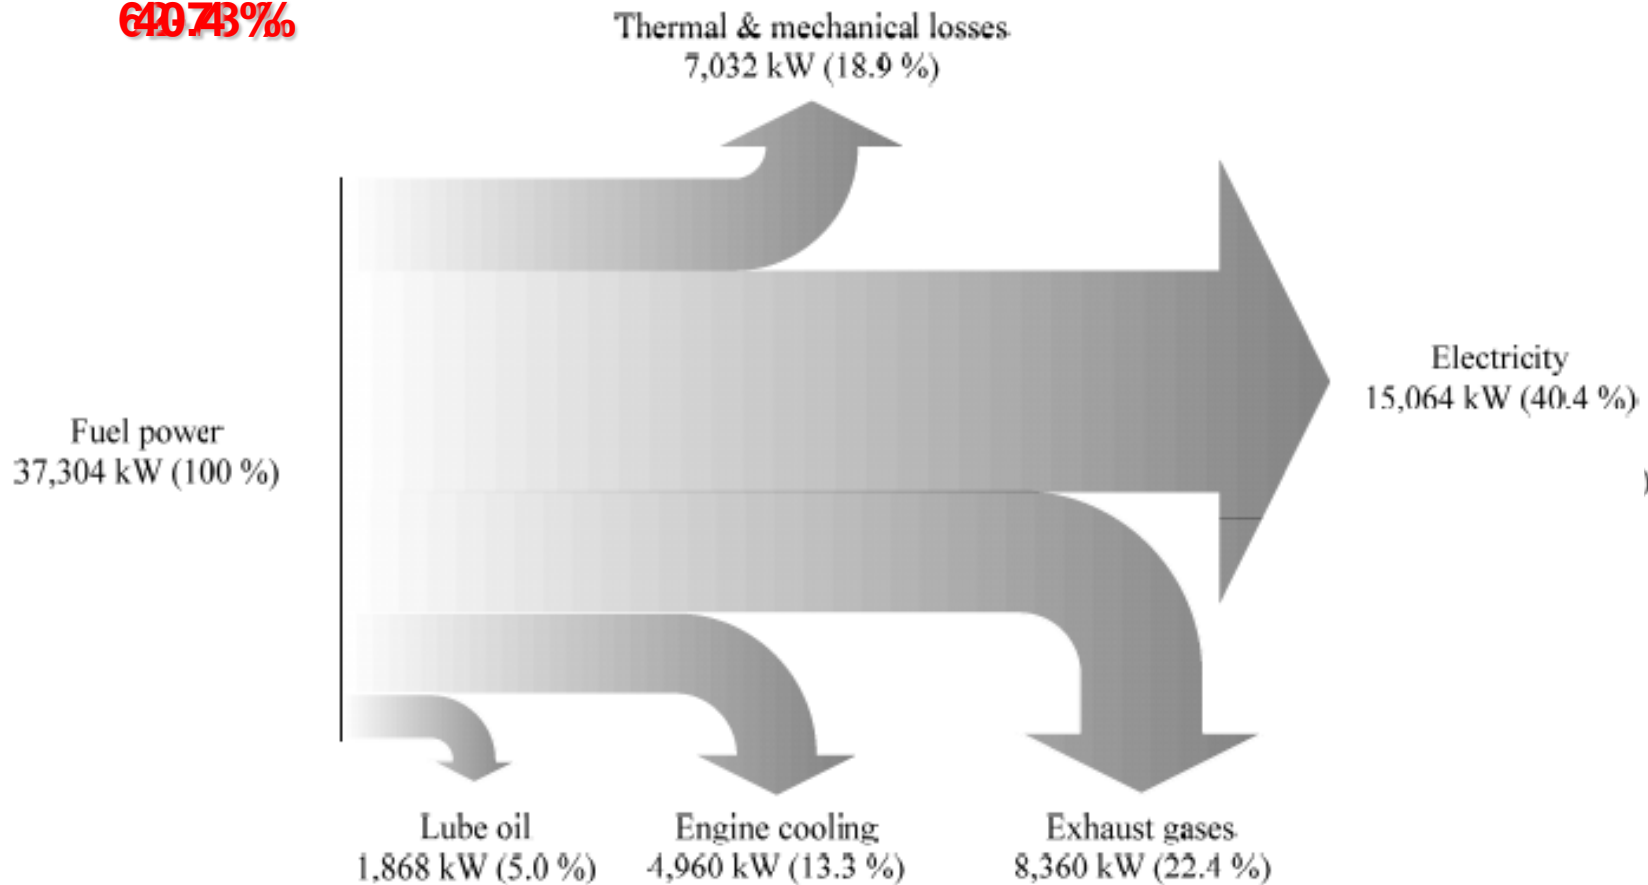 Thermal & mechanical losses
7,032 kW (18.9 %)
Electricity
15,064 kW (40.4 %)
Fuel power
37,304 kW (100 %)
)
Lube oil
1,868 kW (5.0 %)
Engine cooling
4,960 kW (13.3 %)
Exhaust gases
8,360 kW (22.4 %)